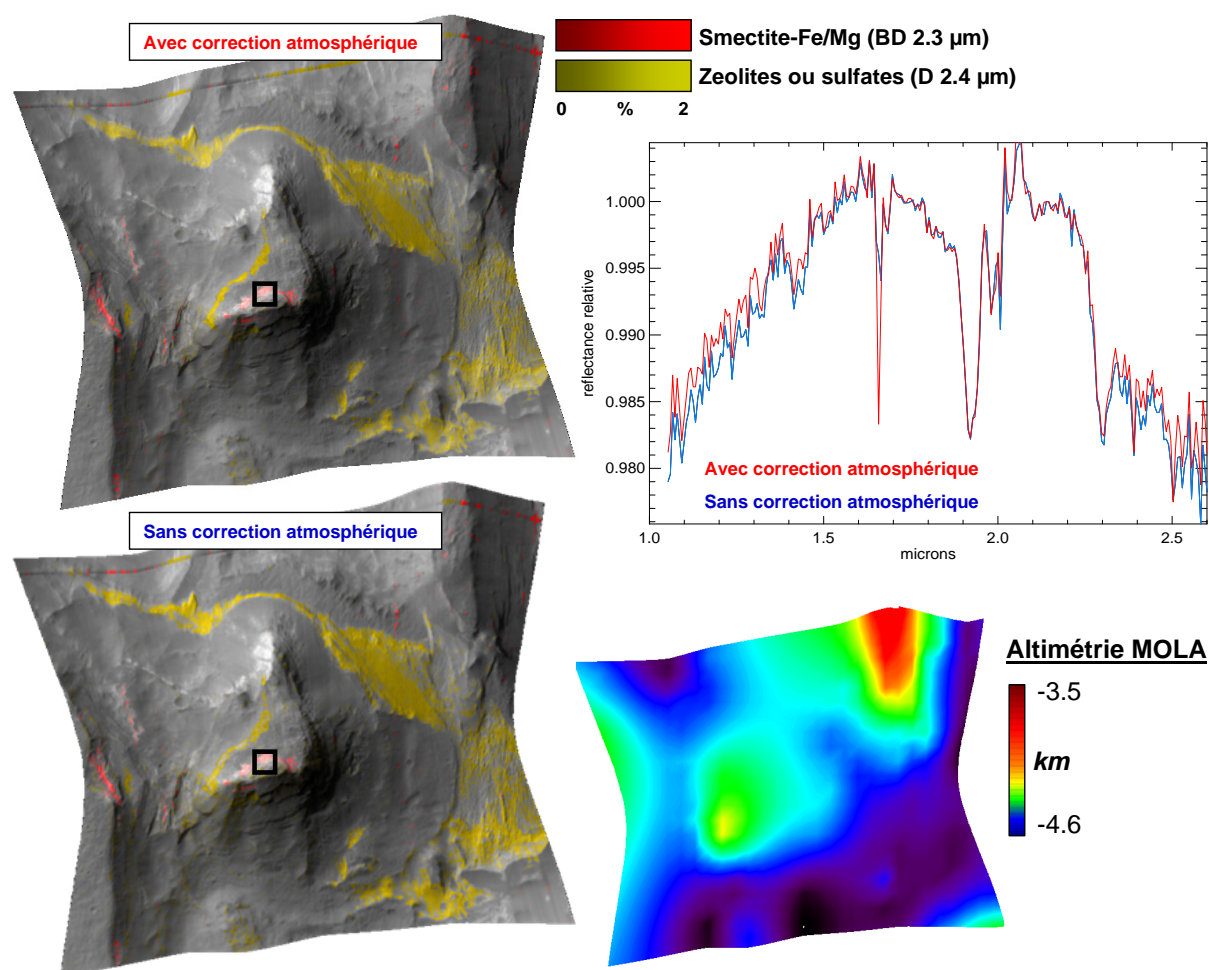 Avec correction atmosphérique
Smectite-Fe/Mg (BD 2.3 µm)
Zeolites ou sulfates (D 2.4 µm)
0 % 2
1.000
0.995
0.990
0.985
0.980
reflectance relative
Avec correction atmosphérique
Sans correction atmosphérique
1.0 1.5 2.0 2.5
microns
Sans correction atmosphérique
Altimétrie MOLA
-3.5
km
-4.6